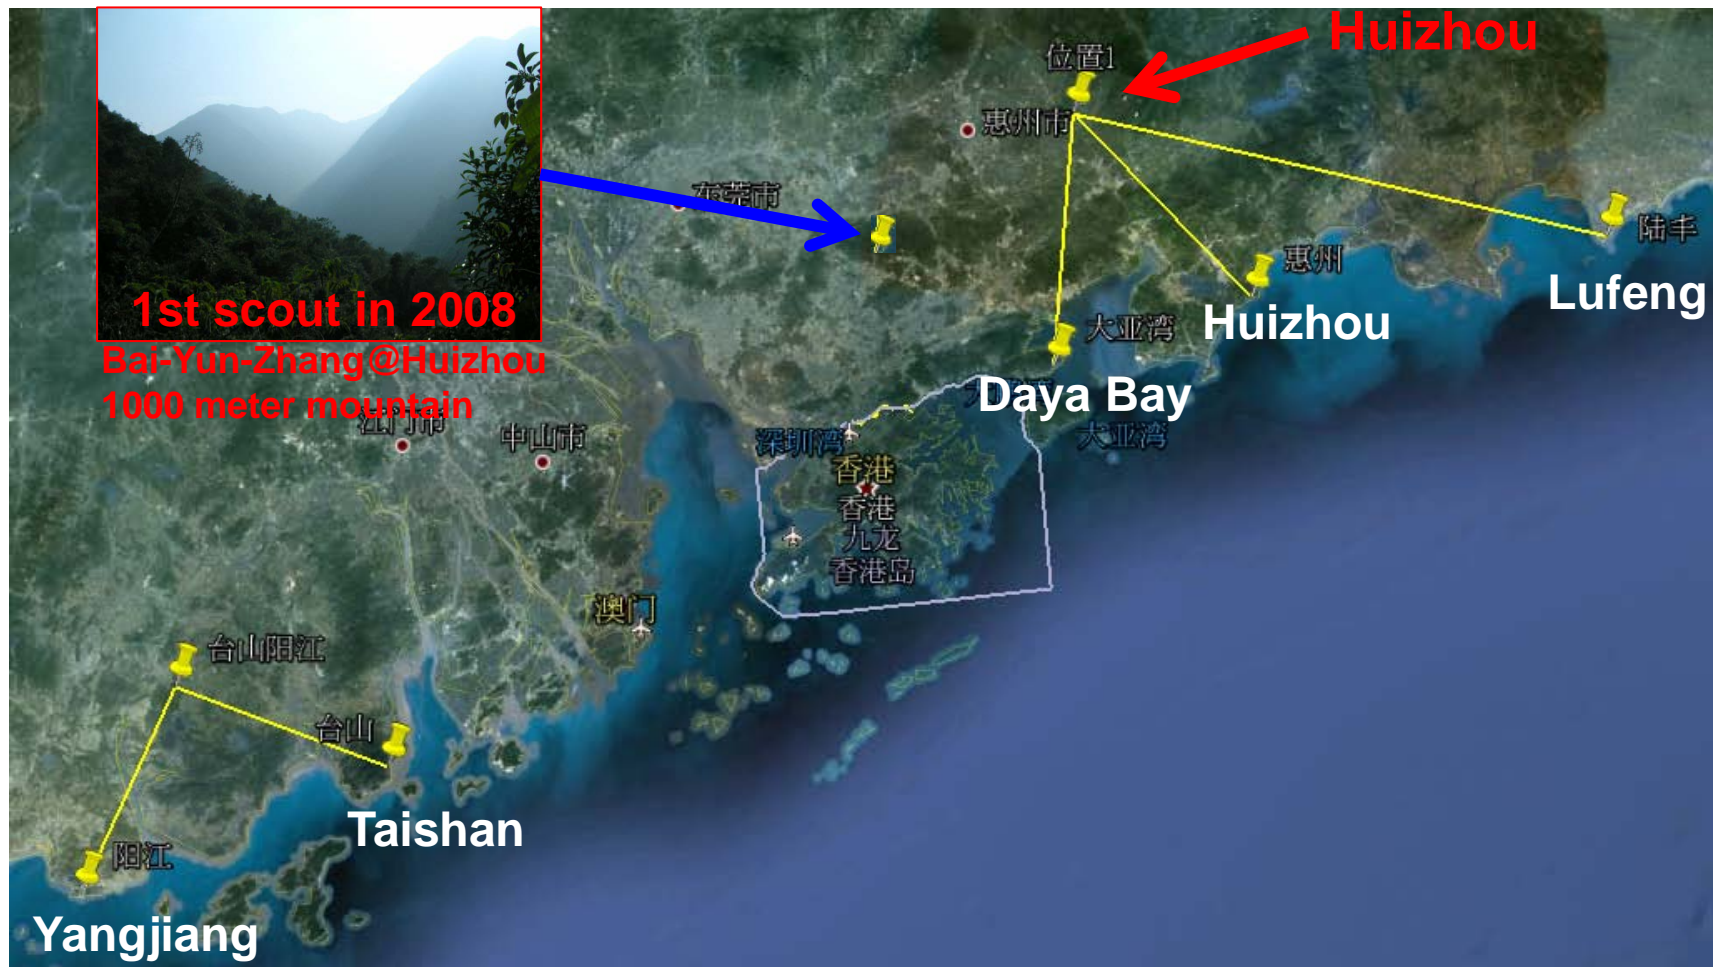 Huizhou
位置1
惠州市
东莞市
陆丰
惠州
Lufeng
1st scout in 2008
Huizhou
大亚湾
Bai-Yun-Zhang@Huizhou
1000 meter mountain
Daya Bay
江门市
中山市
深圳湾
大亚湾
香港
香港
九龙
香港岛
澳门
台山阳江
台山
Taishan
阳江
Yangjiang